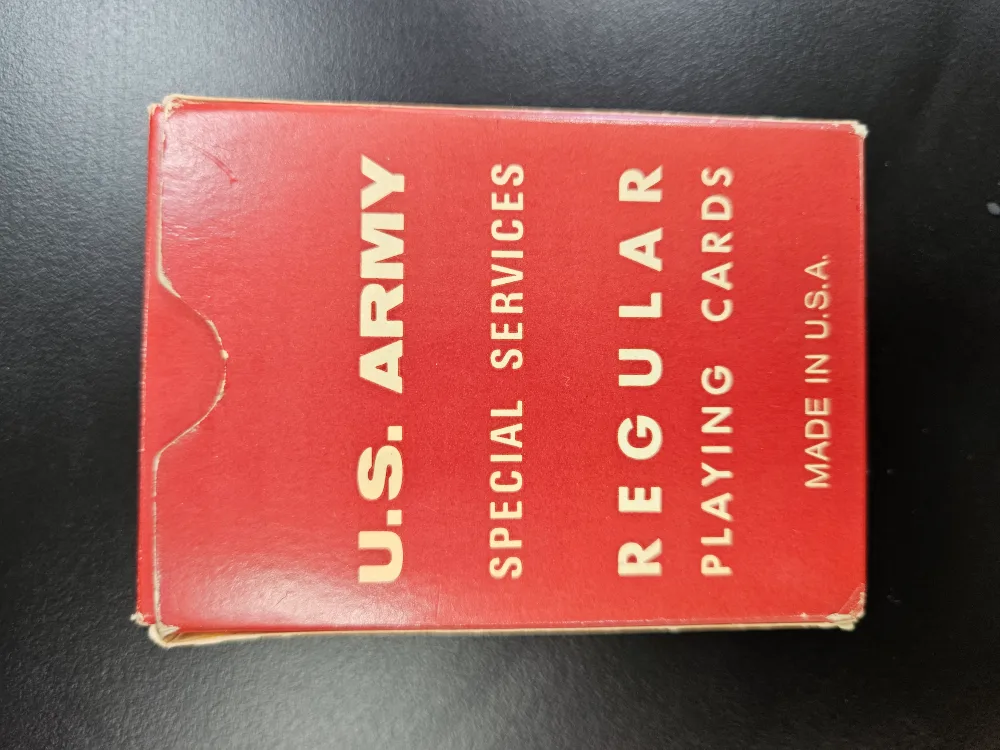 U.S. ARMY
SPECIAL SERVICES
REGULAR
PLAYING CARDS
MADE IN U.S.A.